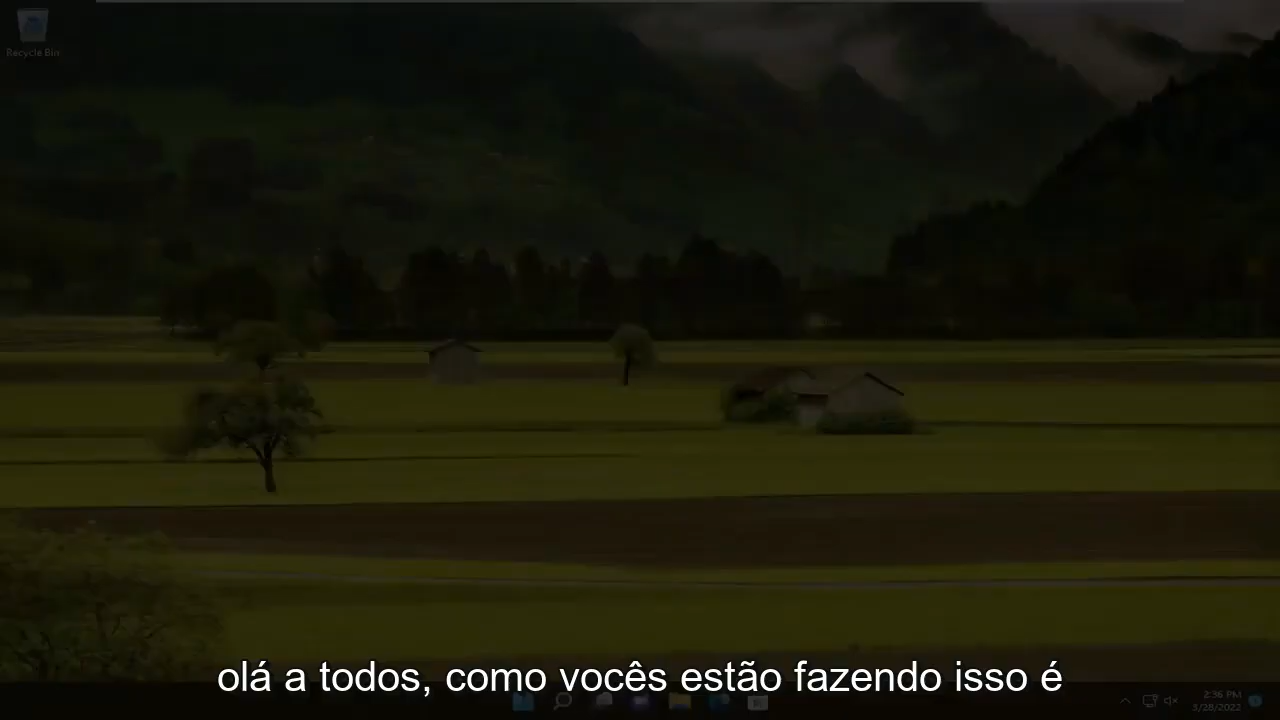 Recycle Bin
olá a todos, como vocês estão fazendo isso é
2:36 PM
3/28/2022